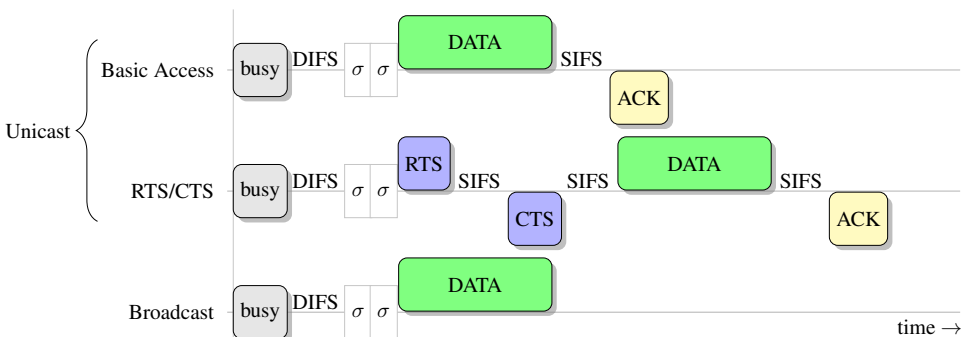 DATA
Basic Access busy DIFS σ σ SIFS
ACK
Unicast
RTS DATA
RTS/CTS busy DIFS σ σ SIFS SIFS SIFS
CTS ACK
DATA
Broadcast busy DIFS σ σ
time →